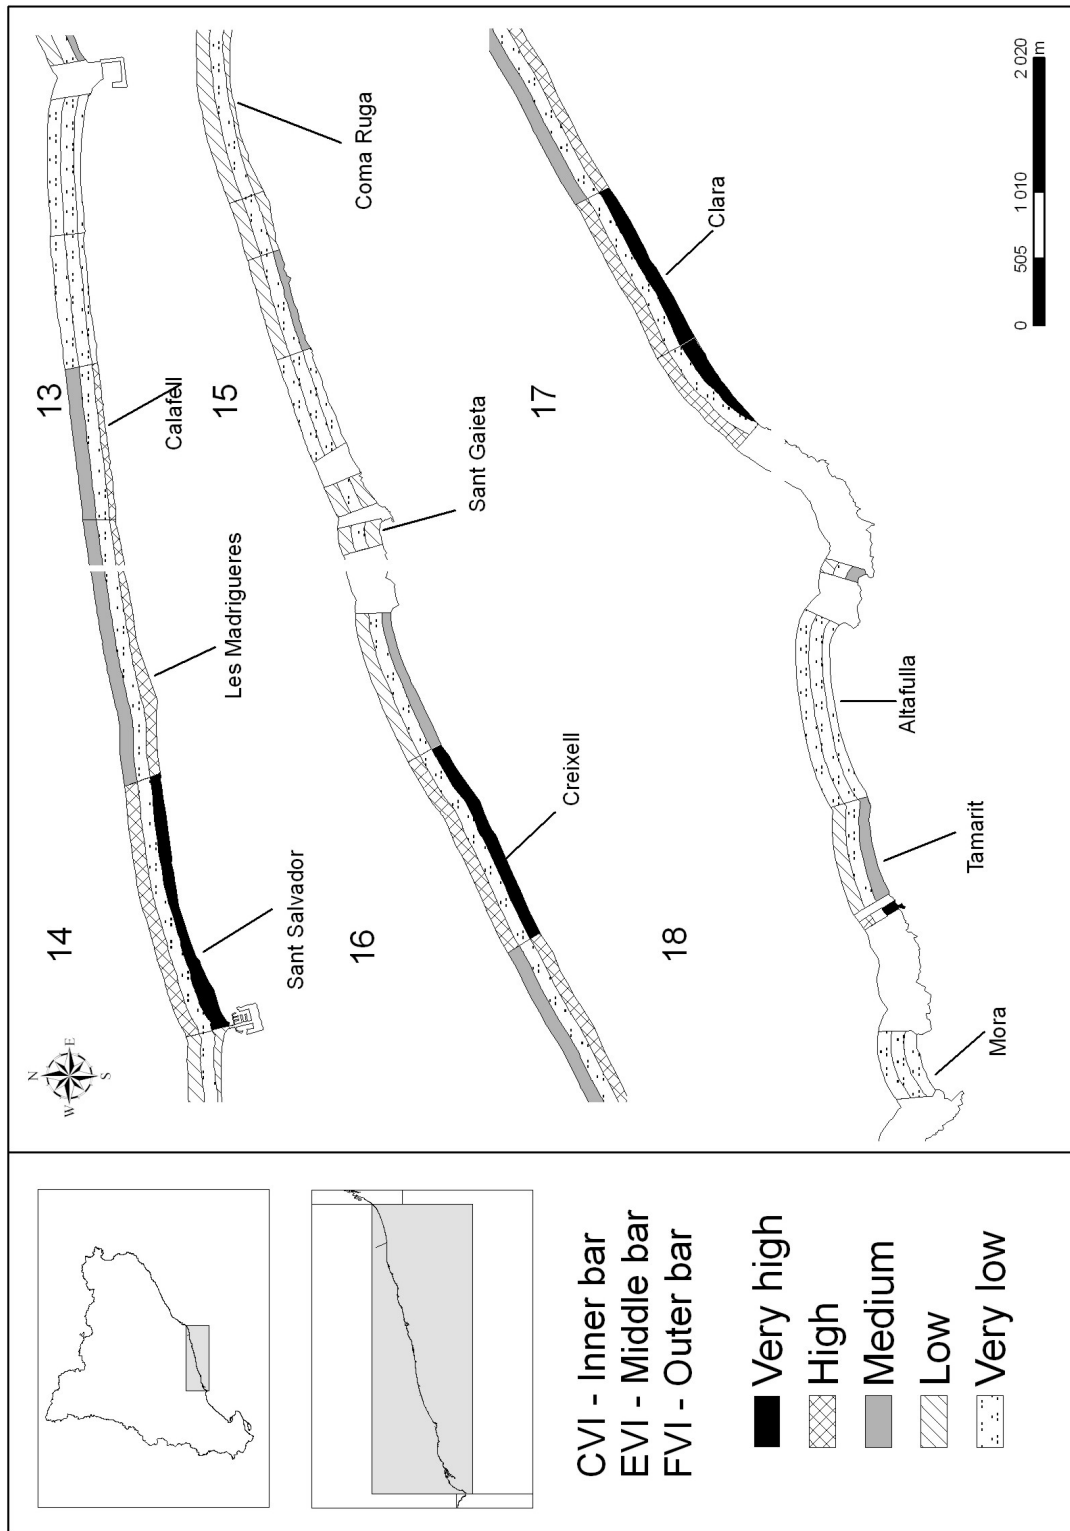 13
Calafell
Les Madrigueres
14
Sant Salvador
N
E
S
W
15
Coma Ruga
Sant Gaieta
16
Creixell
17
Clara
18
Altafulla
Tamarit
Mora
0 505 1 010 2 020
m
CVI - Inner bar
EVI - Middle bar
FVI - Outer bar
Very high
High
Medium
Low
Very low